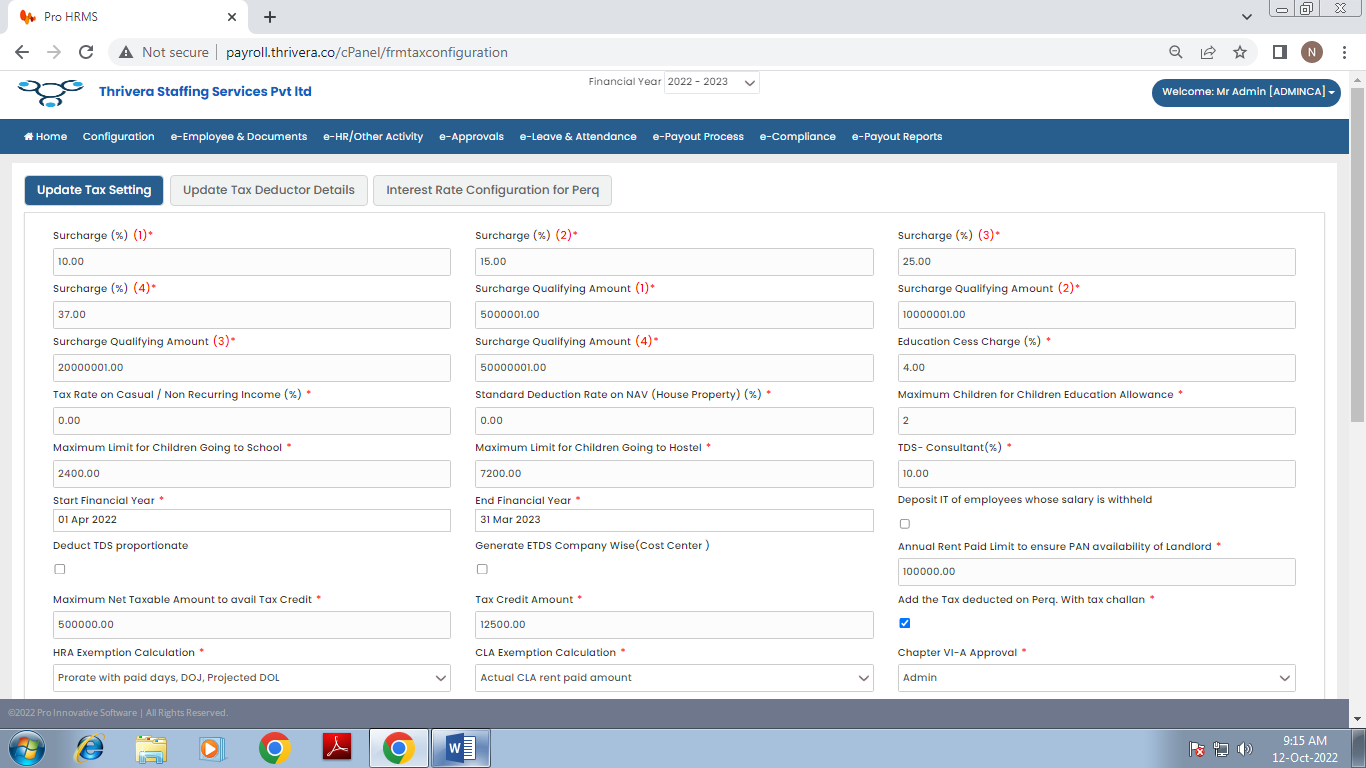 Pro HRMS
Not secure | payroll.thrivera.co/cPanel/frmtaxconfiguration
N
Thrivera Staffing Services Pvt ltd
Financial Year 2022 - 2023
Welcome: Mr Admin [ADMINCA]
Home Configuration e-Employee & Documents e-HR/Other Activity e-Approvals e-Leave & Attendance e-Payout Process e-Compliance e-Payout Reports
Update Tax Setting Update Tax Deductor Details Interest Rate Configuration for Perq
Surcharge (%) (1)* Surcharge (%) (2)* Surcharge (%) (3)*
10.00 15.00 25.00
Surcharge (%) (4)* Surcharge Qualifying Amount (1)* Surcharge Qualifying Amount (2)*
37.00 5000001.00 10000001.00
Surcharge Qualifying Amount (3)* Surcharge Qualifying Amount (4)* Education Cess Charge (%) *
20000001.00 50000001.00 4.00
Tax Rate on Casual / Non Recurring Income (%) * Standard Deduction Rate on NAV (House Property) (%) * Maximum Children for Children Education Allowance *
0.00 0.00 2
Maximum Limit for Children Going to School * Maximum Limit for Children Going to Hostel * TDS- Consultant(%) *
2400.00 7200.00 10.00
Start Financial Year * End Financial Year * Deposit IT of employees whose salary is withheld
01 Apr 2022 31 Mar 2023
Deduct TDS proportionate Generate ETDS Company Wise(Cost Center ) Annual Rent Paid Limit to ensure PAN availability of Landlord *
100000.00
Maximum Net Taxable Amount to avail Tax Credit * Tax Credit Amount * Add the Tax deducted on Perq. With tax challan *
500000.00 12500.00
HRA Exemption Calculation * CLA Exemption Calculation * Chapter VI-A Approval *
Prorate with paid days, DOJ, Projected DOL Actual CLA rent paid amount Admin
©2022 Pro Innovative Software | All Rights Reserved.
9:15 AM
12-Oct-2022